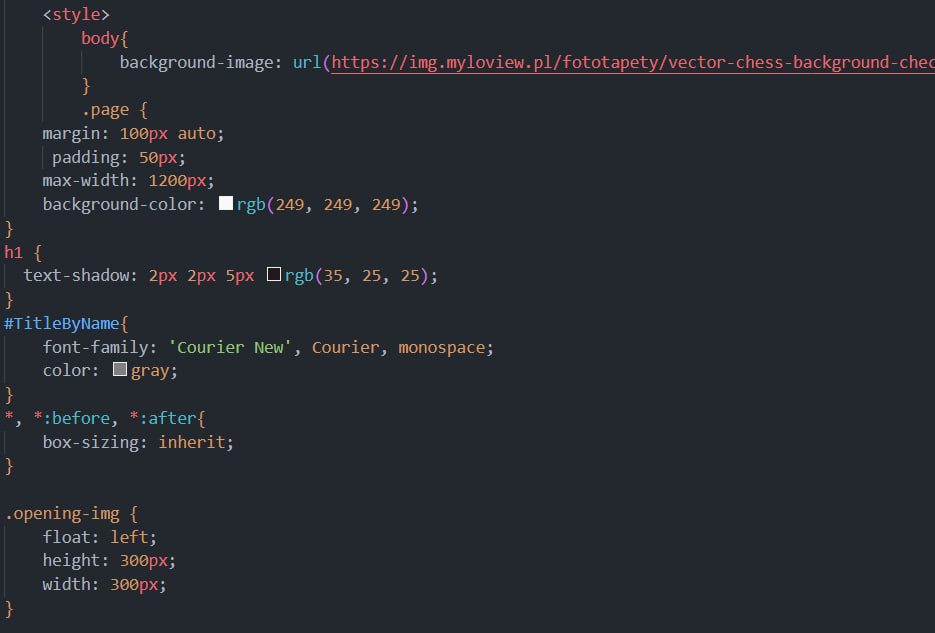 <style>
body{
background-image: url(https://img.myloview.pl/fototapety/vector-chess-background-chec
}
.page {
margin: 100px auto;
padding: 50px;
max-width: 1200px;
background-color: rgb(249, 249, 249);
}
h1 {
text-shadow: 2px 2px 5px rgb(35, 25, 25);
}
#TitleByName{
font-family: 'Courier New', Courier, monospace;
color: gray;
}
*, *:before, *:after{
box-sizing: inherit;
}
.opening-img {
float: left;
height: 300px;
width: 300px;
}